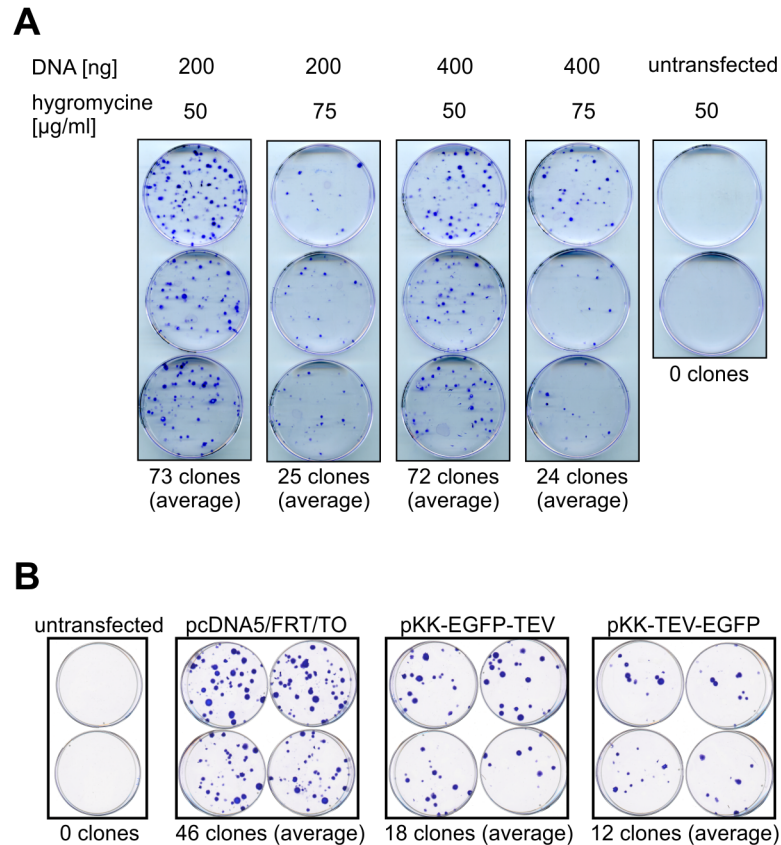 A
DNA [ng] 200 200 400 400 untransfected
hygromycine 50 75 50 75 50
[µg/ml]
0 clones
73 clones 25 clones 72 clones 24 clones
(average) (average) (average) (average)
B
untransfected pcDNA5/FRT/TO pKK-EGFP-TEV pKK-TEV-EGFP
0 clones 46 clones (average) 18 clones (average) 12 clones (average)